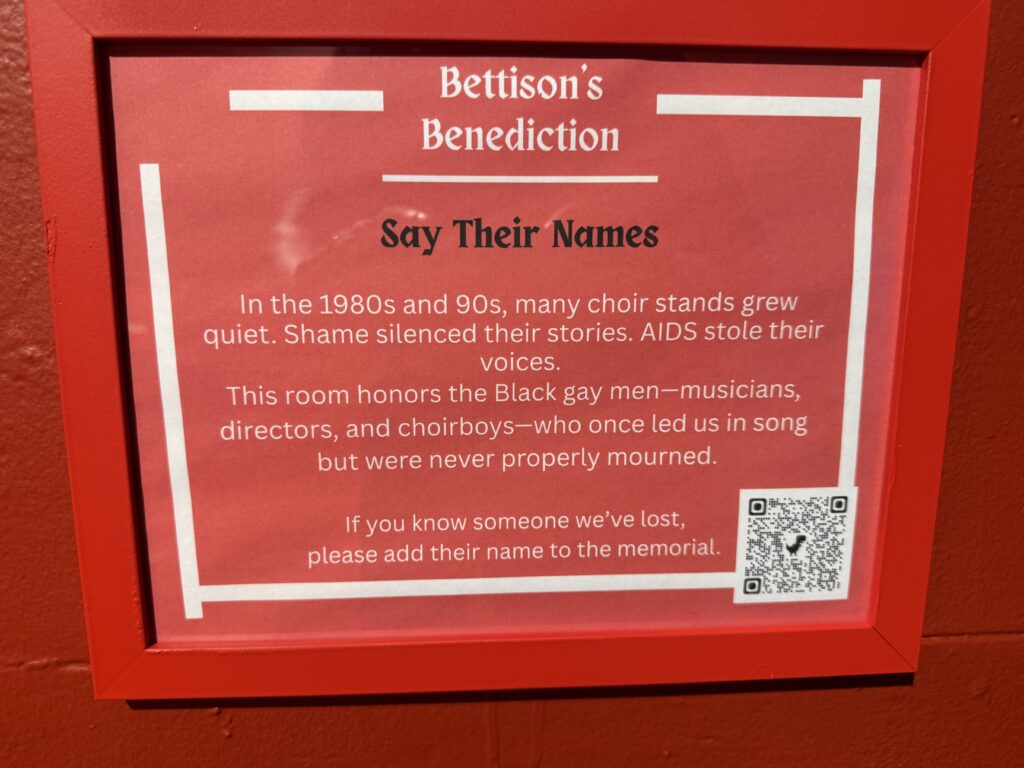 Bettison's
Benediction
Say Their Names
In the 1980s and 90s, many choir stands grew
quiet. Shame silenced their stories. AIDS stole their
voices.
This room honors the Black gay men—musicians,
directors, and choirboys—who once led us in song
but were never properly mourned.
If you know someone we've lost,
please add their name to the memorial.